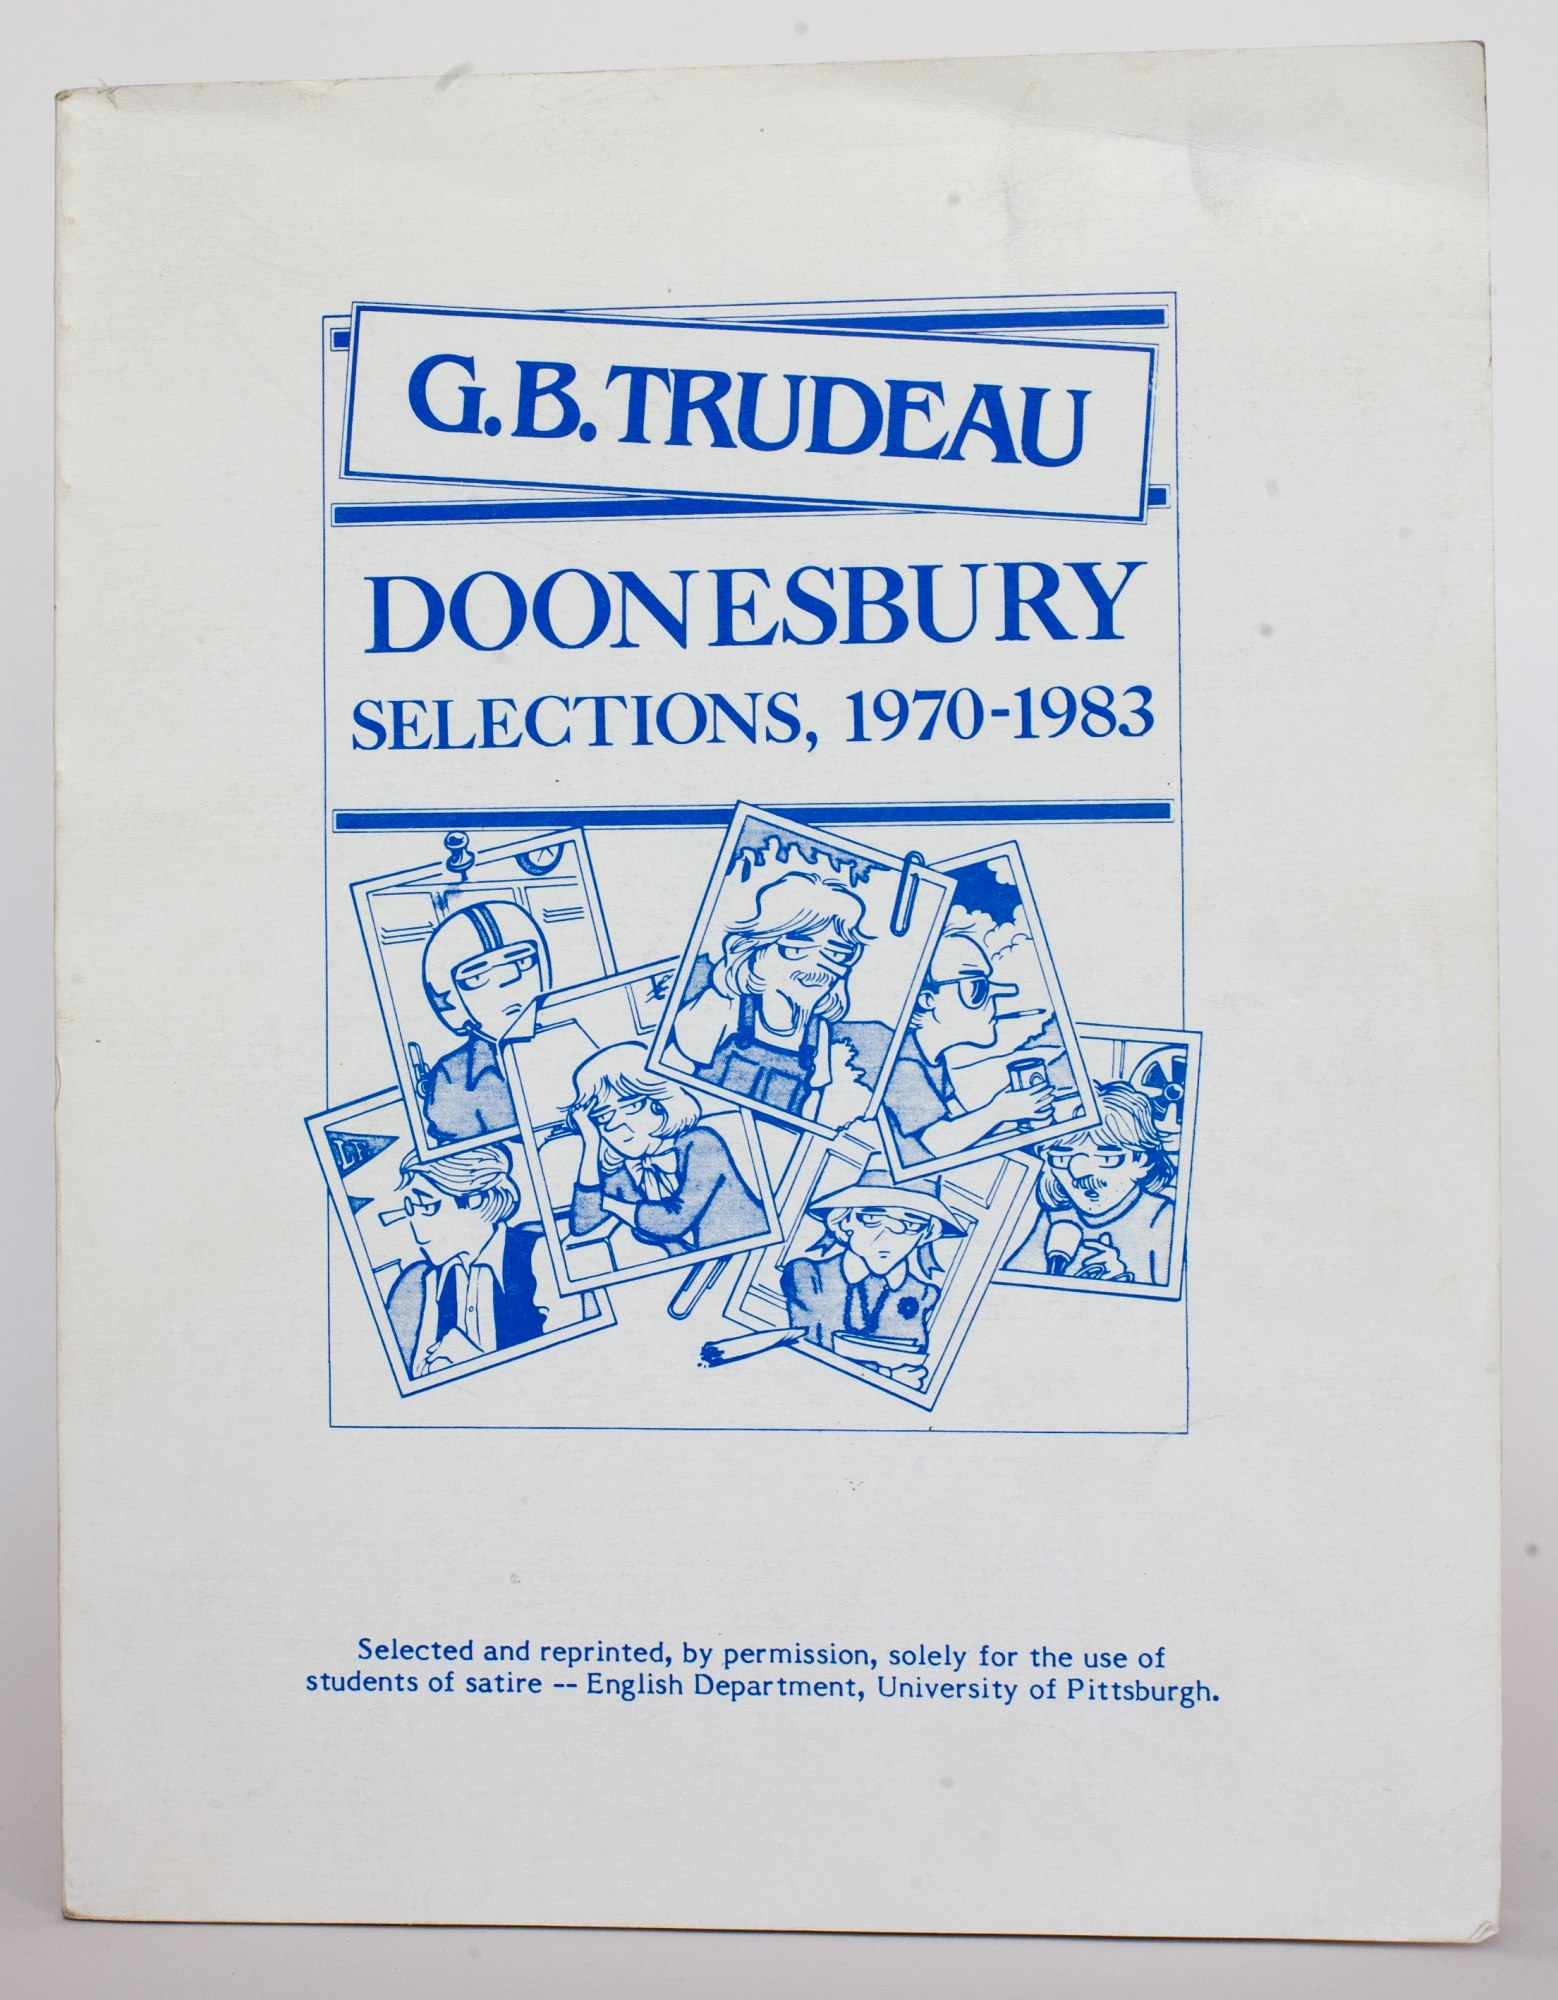 G.B. TRUDEAU
DOONESBURY
SELECTIONS, 1970-1983
Selected and reprinted, by permission, solely for the use of
students of satire -- English Department, University of Pittsburgh.